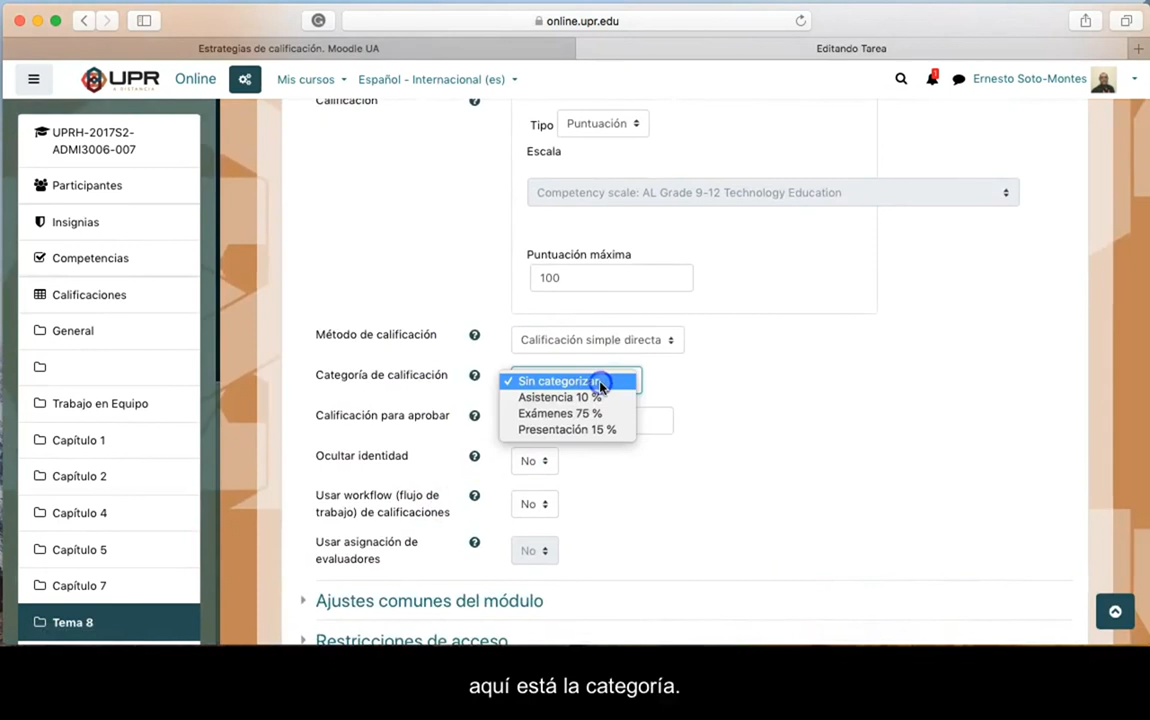 online.upr.edu
Estrategias de calificación. Moodle UA
Editando Tarea
UPR
A DISTANCIA
Online
Mis cursos
Español - Internacional (es)
1
Ernesto Soto-Montes
UPRH-2017S2-
ADMI3006-007
Participantes
Insignias
Competencias
Calificaciones
General
Trabajo en Equipo
Capítulo 1
Capítulo 2
Capítulo 4
Capítulo 5
Capítulo 7
Tema 8
Calificación
Tipo
Puntuación
Escala
Competency scale: AL Grade 9-12 Technology Education
Puntuación máxima
100
Método de calificación
Calificación simple directa
Categoría de calificación
Sin categorizar
Asistencia 10 %
Exámenes 75 %
Presentación 15 %
Calificación para aprobar
Ocultar identidad
No
Usar workflow (flujo de
trabajo) de calificaciones
No
Usar asignación de
evaluadores
No
Ajustes comunes del módulo
Restricciones de acceso
aquí está la categoría.